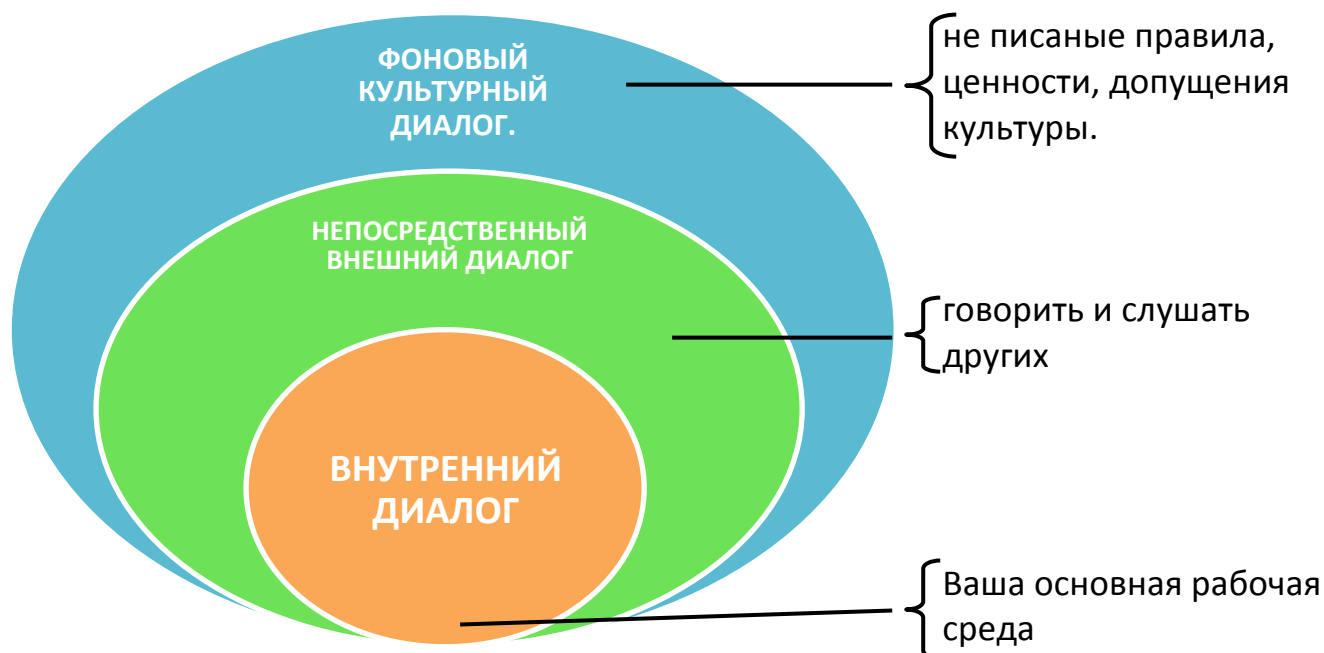 ФОНОВЫЙ
КУЛЬТУРНЫЙ
ДИАЛОГ.
не писаные правила,
ценности, допущения
культуры.
НЕПОСРЕДСТВЕННЫЙ
ВНЕШНИЙ ДИАЛОГ
говорить и слушать
других
ВНУТРЕННИЙ
ДИАЛОГ
Ваша основная рабочая
среда